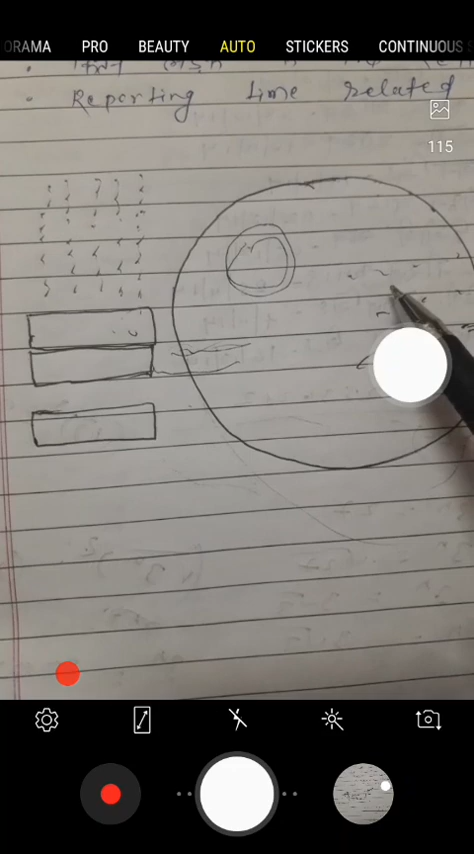 ORAMA PRO BEAUTY AUTO STICKERS CONTINUOUS S
• Reporting time related
115